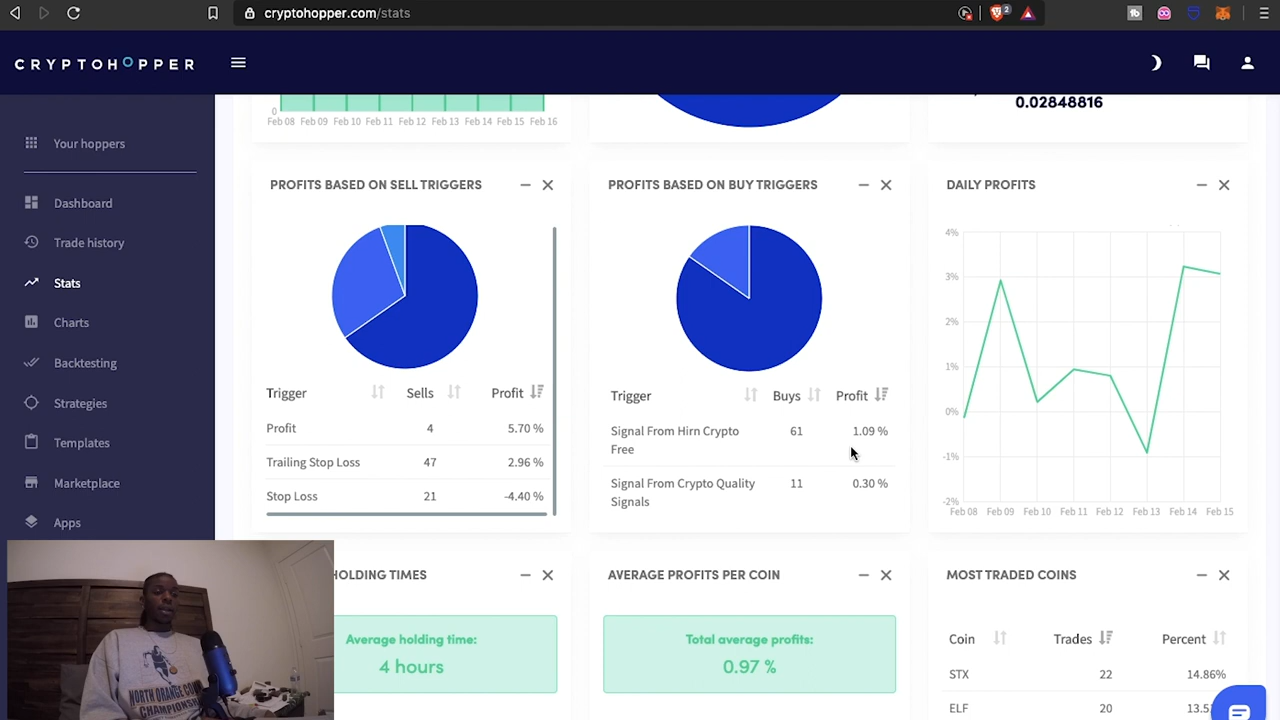 cryptohopper.com/stats
2
CRYPTOHOPPER
Your hoppers
Dashboard
Trade history
Stats
Charts
Backtesting
Strategies
Templates
Marketplace
Apps
0
Feb 08 Feb 09 Feb 10 Feb 11 Feb 12 Feb 13 Feb 14 Feb 15 Feb 16
0.02848816
PROFITS BASED ON SELL TRIGGERS
Trigger Sells Profit
Profit 4 5.70 %
Trailing Stop Loss 47 2.96 %
Stop Loss 21 -4.40 %
PROFITS BASED ON BUY TRIGGERS
Trigger Buys Profit
Signal From Hirn Crypto 61 1.09 %
Free
Signal From Crypto Quality 11 0.30 %
Signals
DAILY PROFITS
4%
3%
2%
1%
0%
-1%
-2%
Feb 08 Feb 09 Feb 10 Feb 11 Feb 12 Feb 13 Feb 14 Feb 15
HOLDING TIMES
Average holding time:
4 hours
AVERAGE PROFITS PER COIN
Total average profits:
0.97 %
MOST TRADED COINS
Coin Trades Percent
STX 22 14.86%
ELF 20
NORTH ORANGE
CHAMPIONSHIP